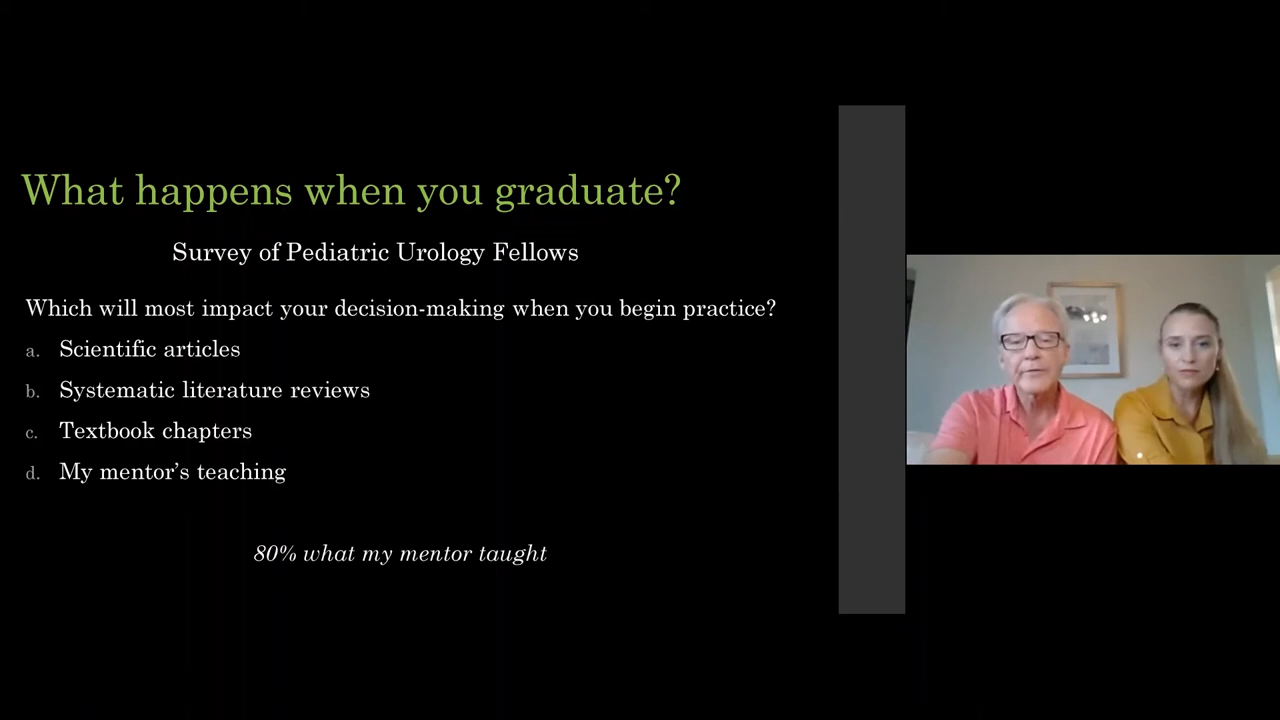 What happens when you graduate?
Survey of Pediatric Urology Fellows
Which will most impact your decision-making when you begin practice?
a. Scientific articles
b. Systematic literature reviews
c. Textbook chapters
d. My mentor’s teaching
80% what my mentor taught